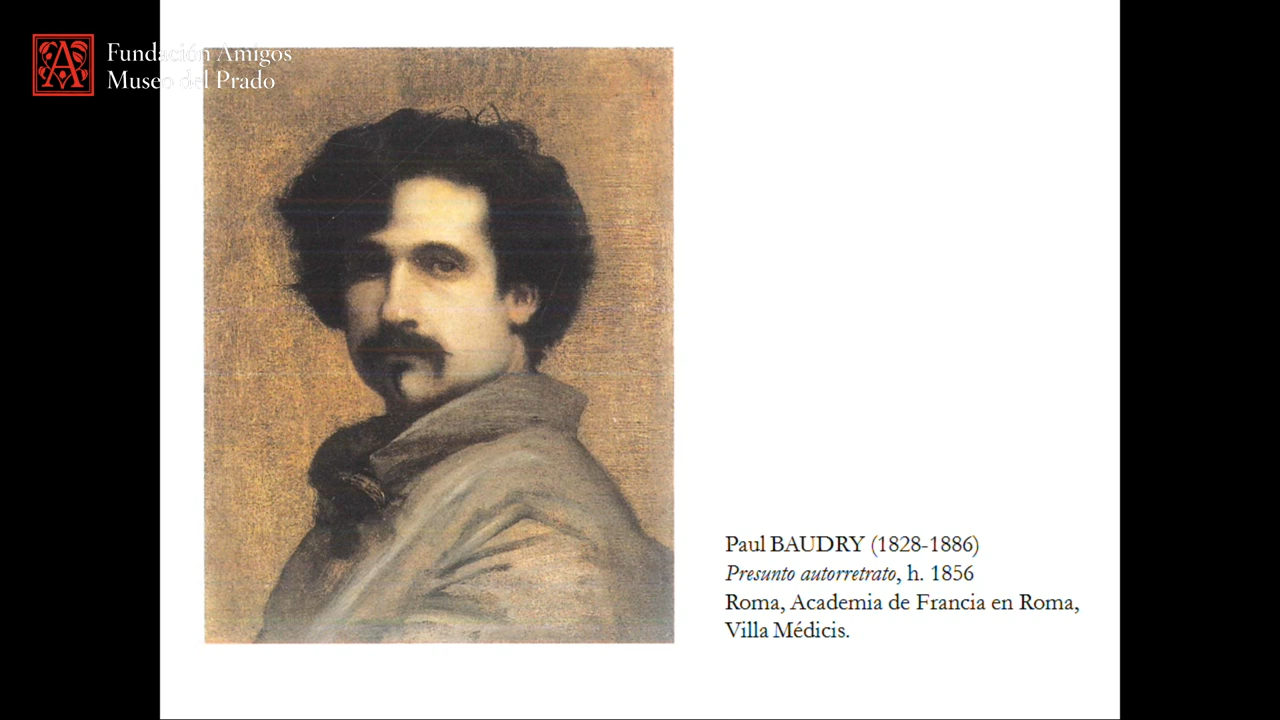 Fundación Amigos
Museo del Prado
Paul BAUDRY (1828-1886)
Presunto autorretrato, h. 1856
Roma, Academia de Francia en Roma,
Villa Médicis.